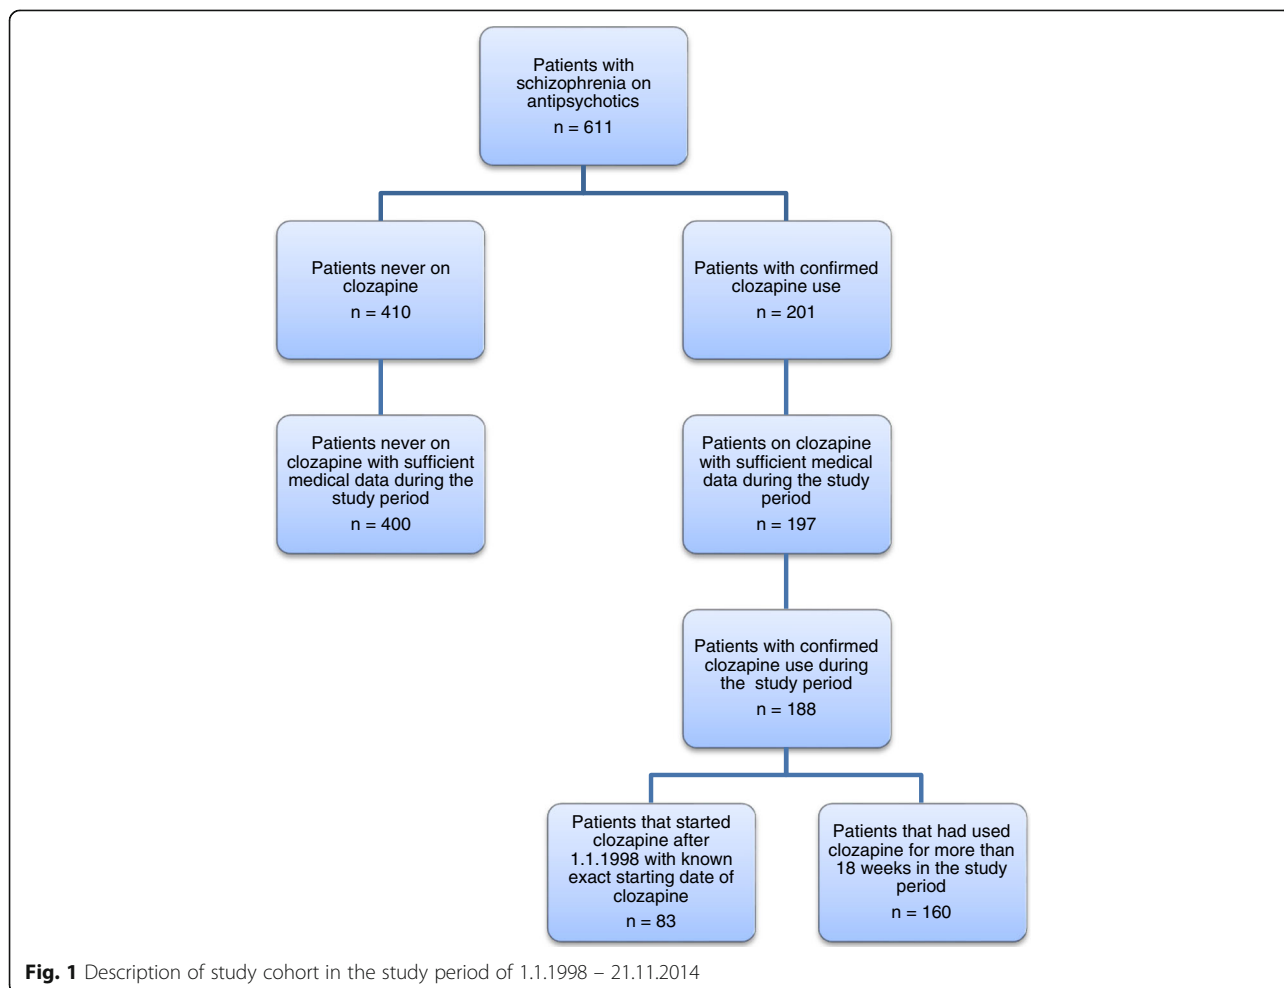 Patients with
schizophrenia on
antipsychotics
n = 611
Patients never on
clozapine
n = 410
Patients with confirmed
clozapine use
n = 201
Patients never on
clozapine with sufficient
medical data during the
study period
n = 400
Patients on clozapine
with sufficient medical
data during the study
period
n = 197
Patients with confirmed
clozapine use during
the study period
n = 188
Patients that started
clozapine after
1.1.1998 with known
exact starting date of
clozapine
n = 83
Patients that had used
clozapine for more than
18 weeks in the study
period
n = 160
Fig. 1 Description of study cohort in the study period of 1.1.1998 – 21.11.2014